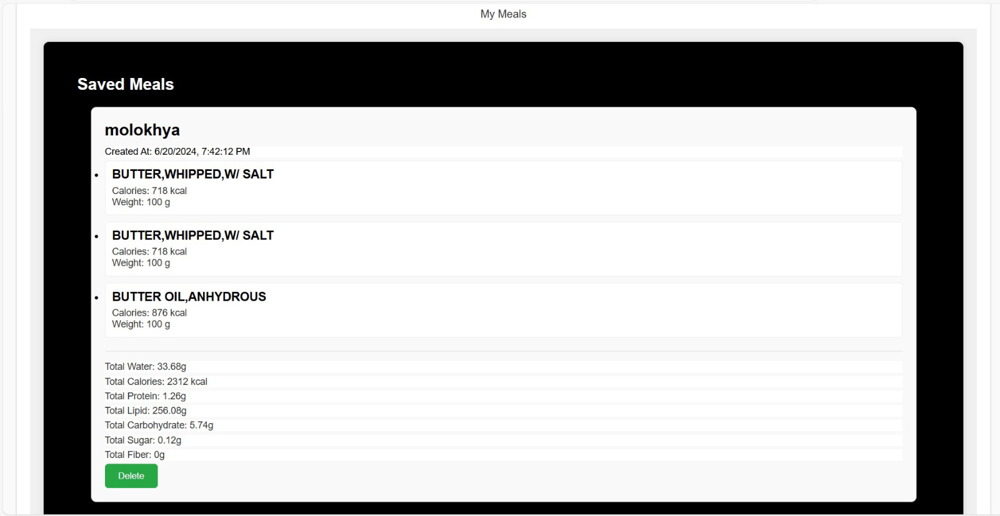 My Meals
Saved Meals
molokhya
Created At: 6/20/2024, 7:42:12 PM
BUTTER,WHIPPED,W/ SALT
Calories: 718 kcal
Weight: 100 g
BUTTER,WHIPPED,W/ SALT
Calories: 718 kcal
Weight: 100 g
BUTTER OIL,ANHYDROUS
Calories: 876 kcal
Weight: 100 g
Total Water: 33.68g
Total Calories: 2312 kcal
Total Protein: 1.26g
Total Lipid: 256.08g
Total Carbohydrate: 5.74g
Total Sugar: 0.12g
Total Fiber: 0g
Delete